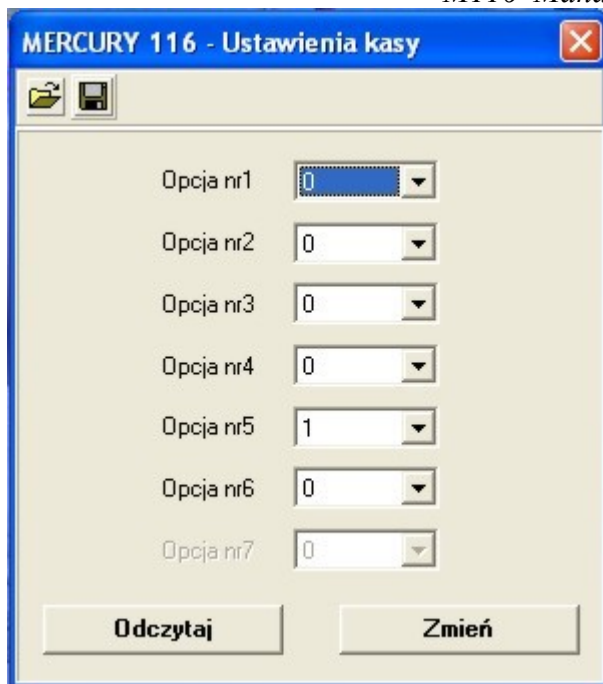 MERCURY 116 - Ustawienia kasy
Opcja nr1 0
Opcja nr2 0
Opcja nr3 0
Opcja nr4 0
Opcja nr5 1
Opcja nr6 0
Opcja nr7 0
Odczytaj Zmień